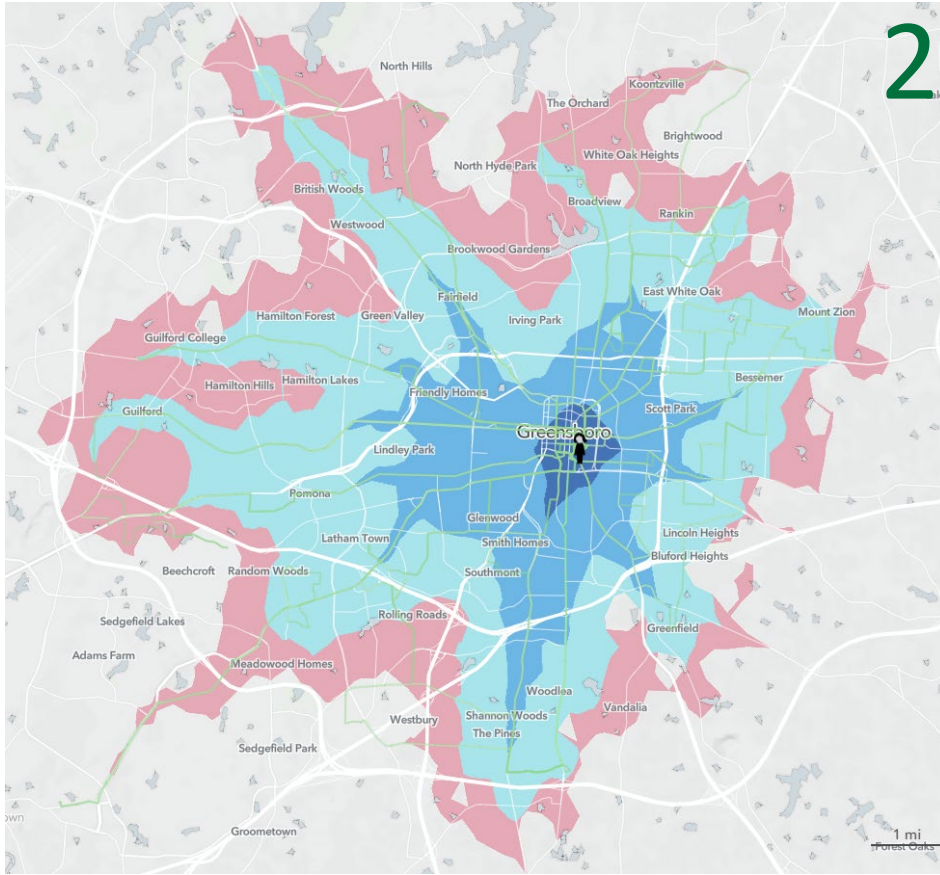 2
North Hills
Koontzville
The Orchard
Brightwood
White Oak Heights
North Hyde Park
British Woods
Broadview
Rankin
Westwood
Brookwood Gardens
East White Oak
Fairfield
Mount Zion
Hamilton Forest
Green Valley
Irving Park
Guilford College
Bessemer
Hamilton Hills
Hamilton Lakes
Friendly Homes
Scott Park
Guilford
Greensboro
Lindley Park
Pomona
Glenwood
Lincoln Heights
Latham Town
Smith Homes
Bluford Heights
Beechcroft
Random Woods
Southmont
Rolling Roads
Sedgefield Lakes
Greenfield
Adams Farm
Meadowood Homes
Woodlea
Vandalia
Westbury
Shannon Woods
The Pines
Sedgefield Park
Groometown
1 mi
Forest Oaks